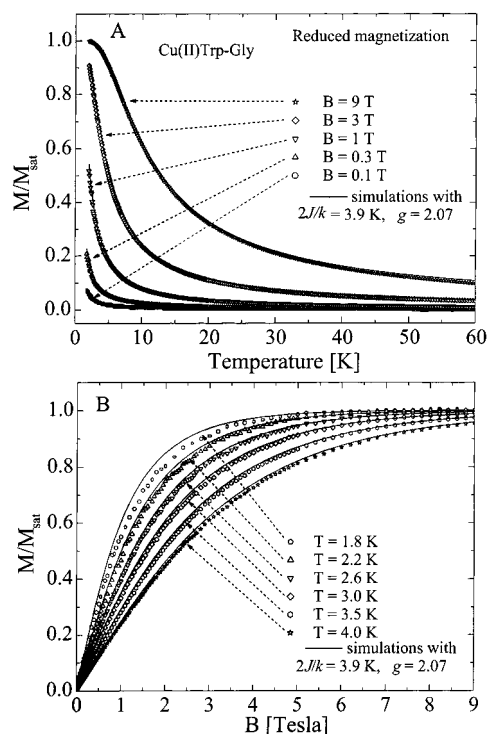 A
Cu(II)Trp-Gly
Reduced magnetization
B = 9 T
B = 3 T
B = 1 T
B = 0.3 T
B = 0.1 T
simulations with
2J/k = 3.9 K, g = 2.07
M/Msat
1.0
0.8
0.6
0.4
0.2
0.0
0 10 20 30 40 50 60
Temperature [K]
B
M/Msat
1.0
0.8
0.6
0.4
0.2
0.0
T = 1.8 K
T = 2.2 K
T = 2.6 K
T = 3.0 K
T = 3.5 K
T = 4.0 K
simulations with
2J/k = 3.9 K, g = 2.07
0 1 2 3 4 5 6 7 8 9
B [Tesla]